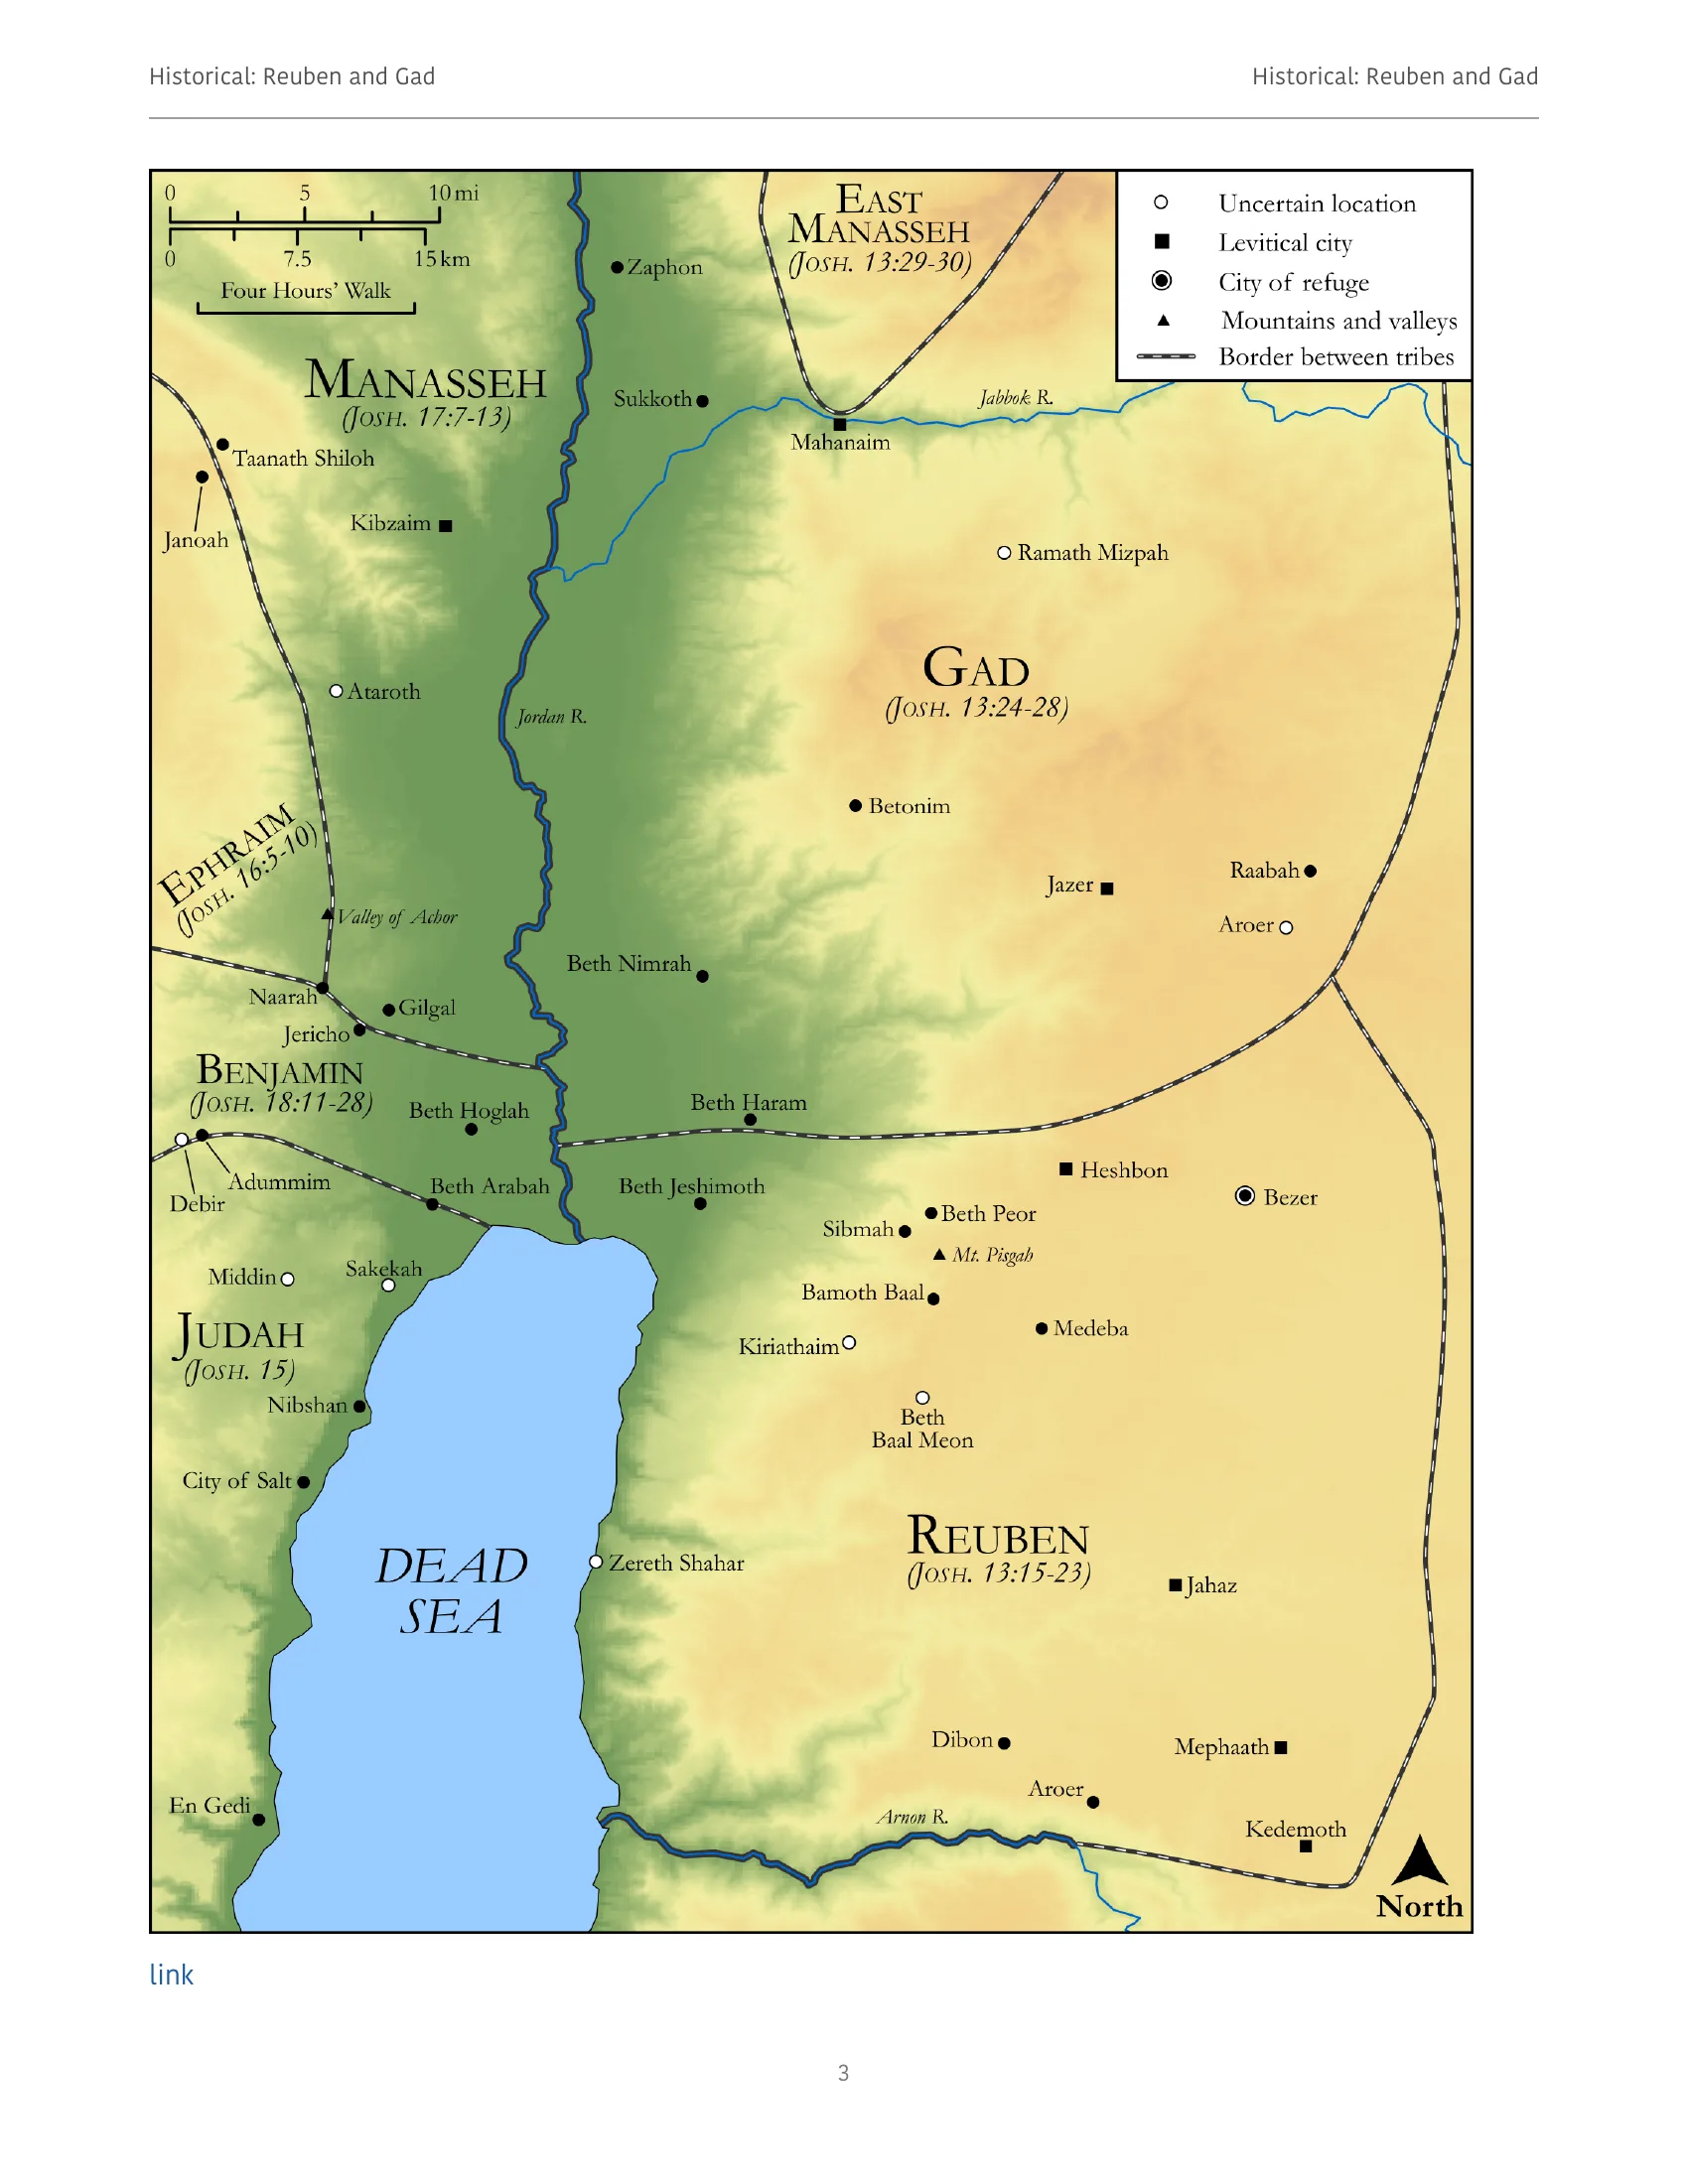 Historical: Reuben and Gad
Historical: Reuben and Gad
0 5 10 mi
0 7.5 15 km
Four Hours' Walk
EAST
MANASSEH
(JOSH. 13:29-30)
Uncertain location
Levitical city
City of refuge
Mountains and valleys
Border between tribes
Zaphon
MANASSEH
(JOSH. 17:7-13)
Sukkoth
Jabbok R.
Mahanaim
Taanath Shiloh
Janoah
Kibzaim
Ramath Mizpah
GAD
(JOSH. 13:24-28)
Ataroth
Jordan R.
Betonim
EPHRAIM
(JOSH. 16:5-10)
Raabah
Jazer
Aroer
Valley of Achor
Beth Nimrah
Naarah
Gilgal
Jericho
BENJAMIN
(JOSH. 18:11-28)
Beth Hoglah
Beth Haram
Debir
Adummim
Beth Arabah
Beth Jeshimoth
Heshbon
Bezer
Beth Peor
Sibmah
Mt. Pisgah
Middin
Sakekah
Bamoth Baal
JUDAH
(JOSH. 15)
Kiriathaim
Medeba
Nibshan
Beth
Baal Meon
City of Salt
REUBEN
(JOSH. 13:15-23)
DEAD
SEA
Zereth Shahar
Jahaz
Dibon
Mephaath
Aroer
En Gedi
Arnon R.
Kedemoth
North
link
3